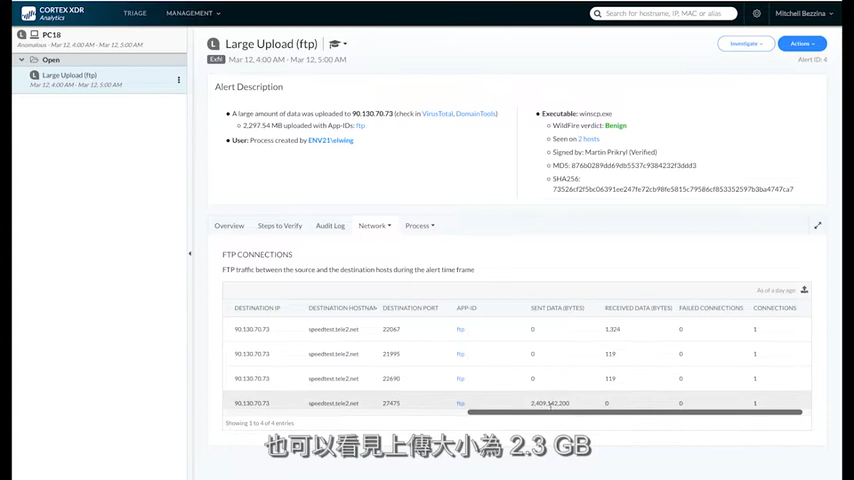 CORTEX XDR
Analytics
TRIAGE
MANAGEMENT
Search for hostname, IP, MAC or alias
Mitchell Bezzina
L PC18
Anomalous - Mar 12, 4:00 AM - Mar 12, 5:00 AM
Open
L Large Upload (ftp)
Mar 12, 4:00 AM - Mar 12, 5:00 AM
L Large Upload (ftp)
Investigate
Actions
Exfil Mar 12, 4:00 AM - Mar 12, 5:00 AM
Alert ID: 4
Alert Description
• A large amount of data was uploaded to 90.130.70.73 (check in VirusTotal, DomainTools)
• 2,297.54 MB uploaded with App-IDs: ftp
• User: Process created by ENV21\elwing
• Executable: winscp.exe
• WildFire verdict: Benign
• Seen on 2 hosts
• Signed by: Martin Prikryl (Verified)
• MD5: 876b0289dd69db5537c9384232f3ddd3
• SHA256:
73526cf2f5bc06391ee247fe72cb98fe5815c79586cf853352597b3ba4747ca7
Overview Steps to Verify Audit Log Network Process
FTP CONNECTIONS
FTP traffic between the source and the destination hosts during the alert time frame
As of a day ago
DESTINATION IP DESTINATION HOSTNAM DESTINATION PORT APP-ID SENT DATA (BYTES) RECEIVED DATA (BYTES) FAILED CONNECTIONS CONNECTIONS
90.130.70.73 speedtest.tele2.net 22067 ftp 0 1,324 0 1
90.130.70.73 speedtest.tele2.net 21995 ftp 0 119 0 1
90.130.70.73 speedtest.tele2.net 22690 ftp 0 119 0 1
90.130.70.73 speedtest.tele2.net 27475 ftp 2,409,142,200 0 0 1
Showing 1 to 4 of 4 entries
也可以看見上傳大小為 2.3 GB